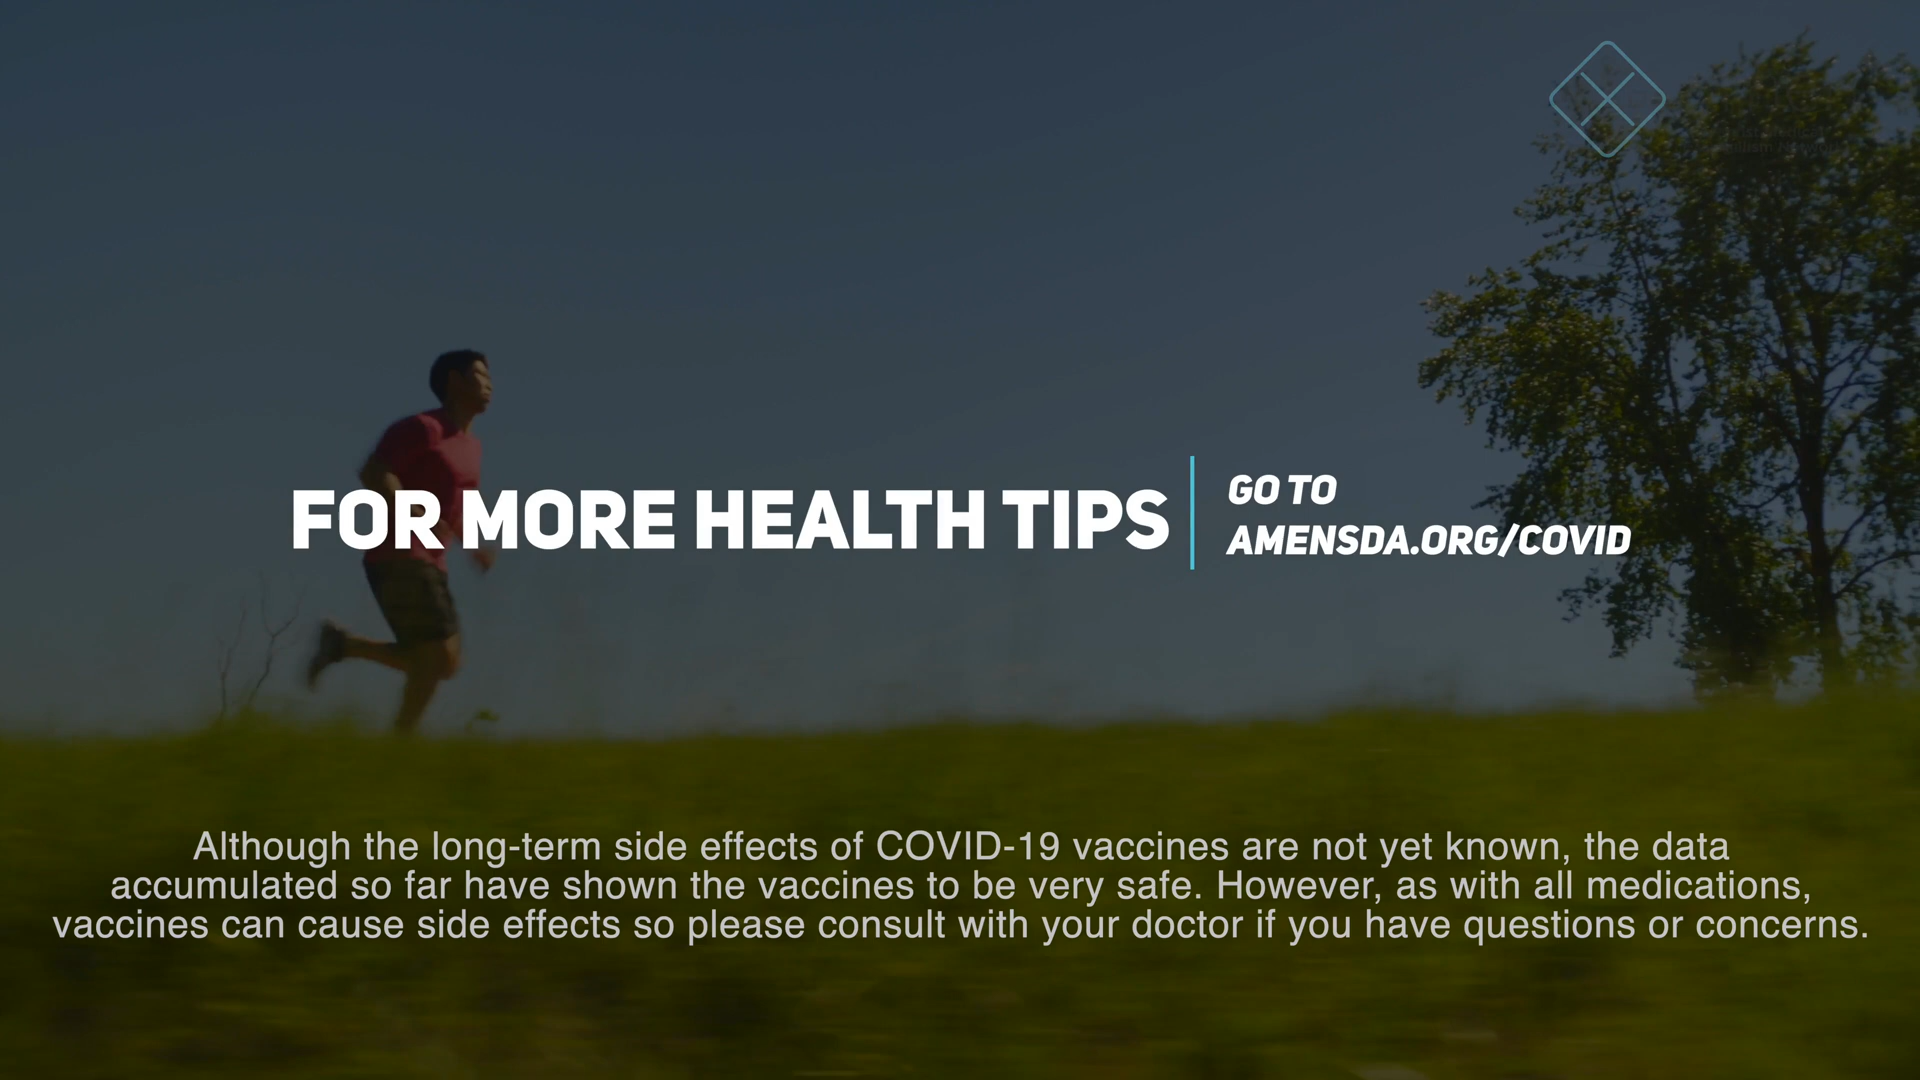 FOR MORE HEALTH TIPS
GO TO
AMENSDA.ORG/COVID
Although the long-term side effects of COVID-19 vaccines are not yet known, the data
accumulated so far have shown the vaccines to be very safe. However, as with all medications,
vaccines can cause side effects so please consult with your doctor if you have questions or concerns.